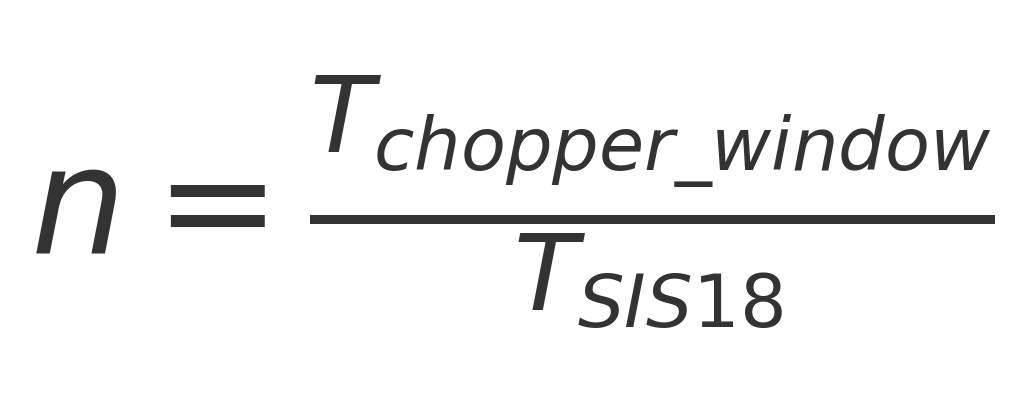 n = T_chopper_window / T_SIS18